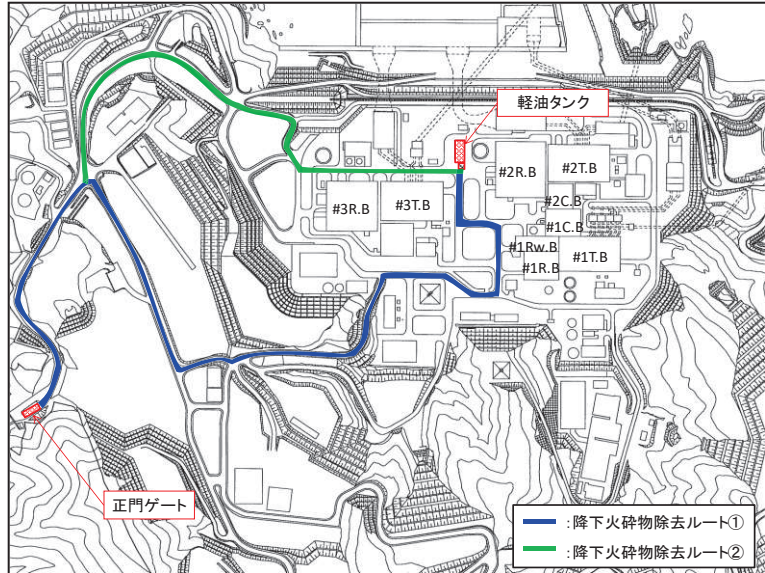 軽油タンク
#2R.B
#2T.B
#3R.B
#3T.B
#2C.B
#1C.B
#1Rw.B
#1R.B
#1T.B
正門ゲート
:降下火砕物除去ルート①
:降下火砕物除去ルート②